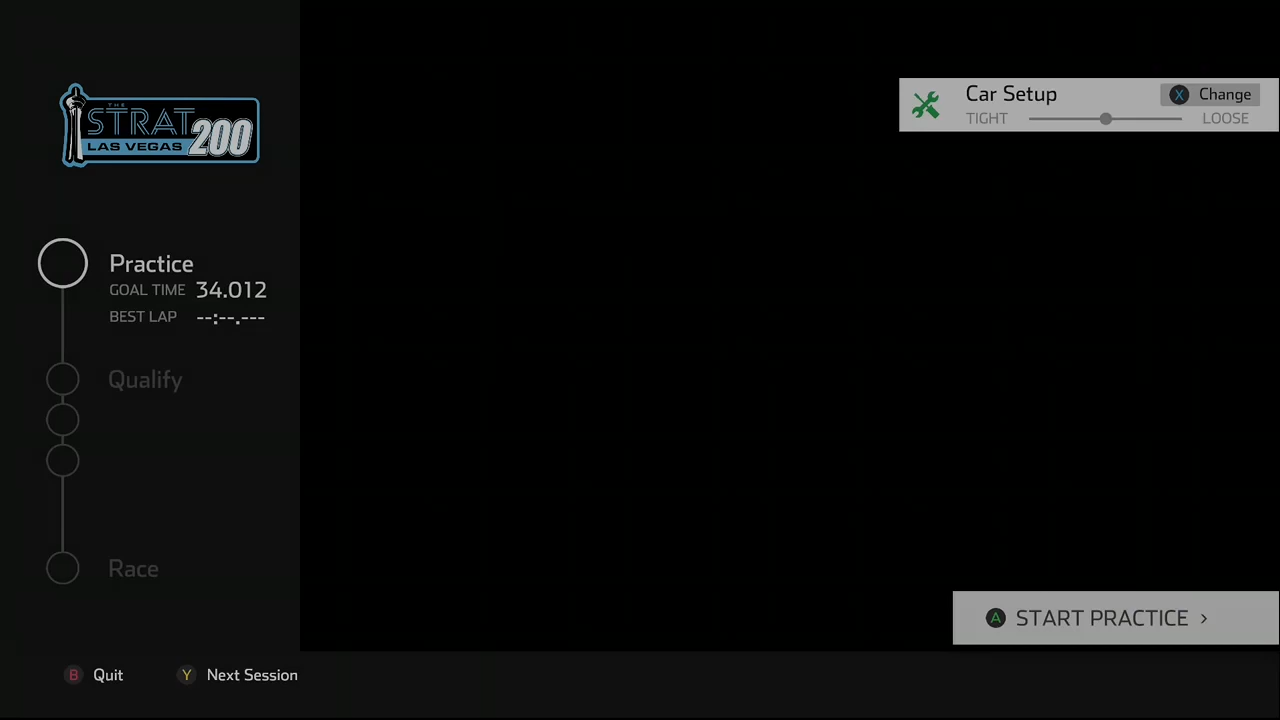 THE
STRAT
LAS VEGAS 200
Car Setup
X Change
TIGHT LOOSE
Practice
GOAL TIME 34.012
BEST LAP --:--.---
Qualify
Race
A START PRACTICE >
B Quit
Y Next Session